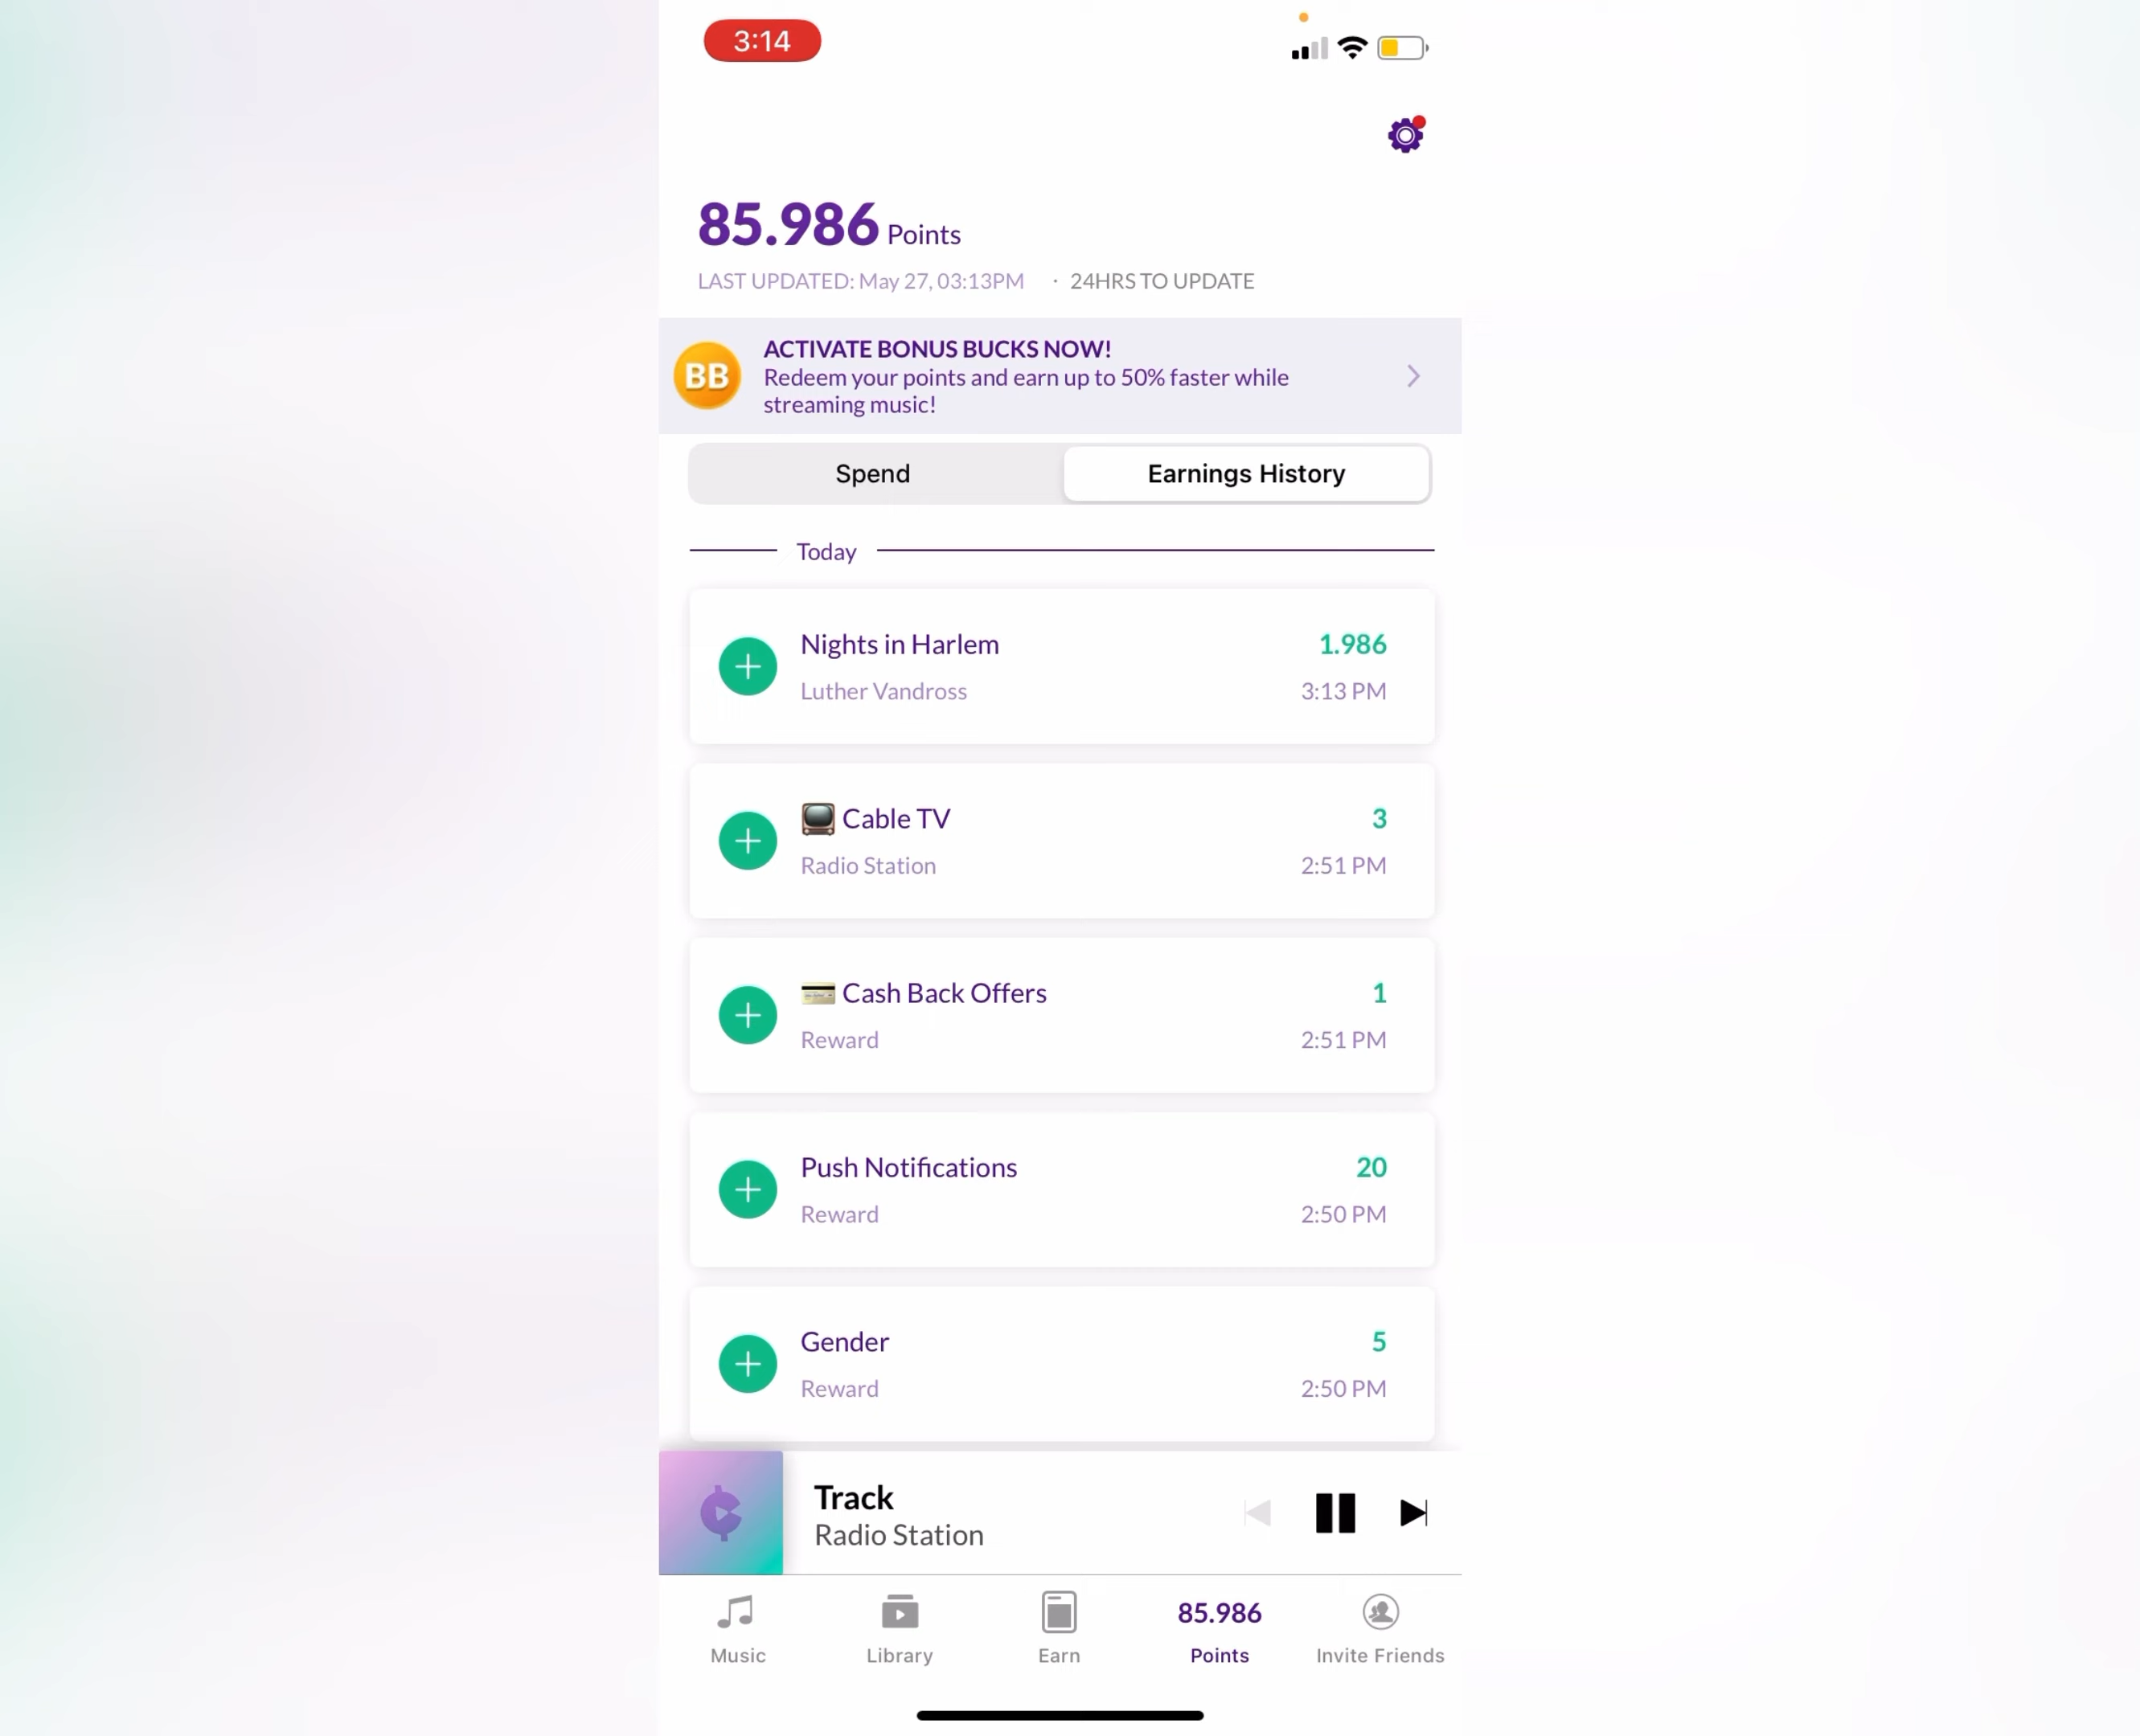 3:14
85.986 Points
LAST UPDATED: May 27, 03:13PM · 24HRS TO UPDATE
BB
ACTIVATE BONUS BUCKS NOW!
Redeem your points and earn up to 50% faster while
streaming music!
Spend Earnings History
Today
Nights in Harlem 1.986
Luther Vandross 3:13 PM
Cable TV 3
Radio Station 2:51 PM
Cash Back Offers 1
Reward 2:51 PM
Push Notifications 20
Reward 2:50 PM
Gender 5
Reward 2:50 PM
Track
Radio Station
85.986
Music Library Earn Points Invite Friends